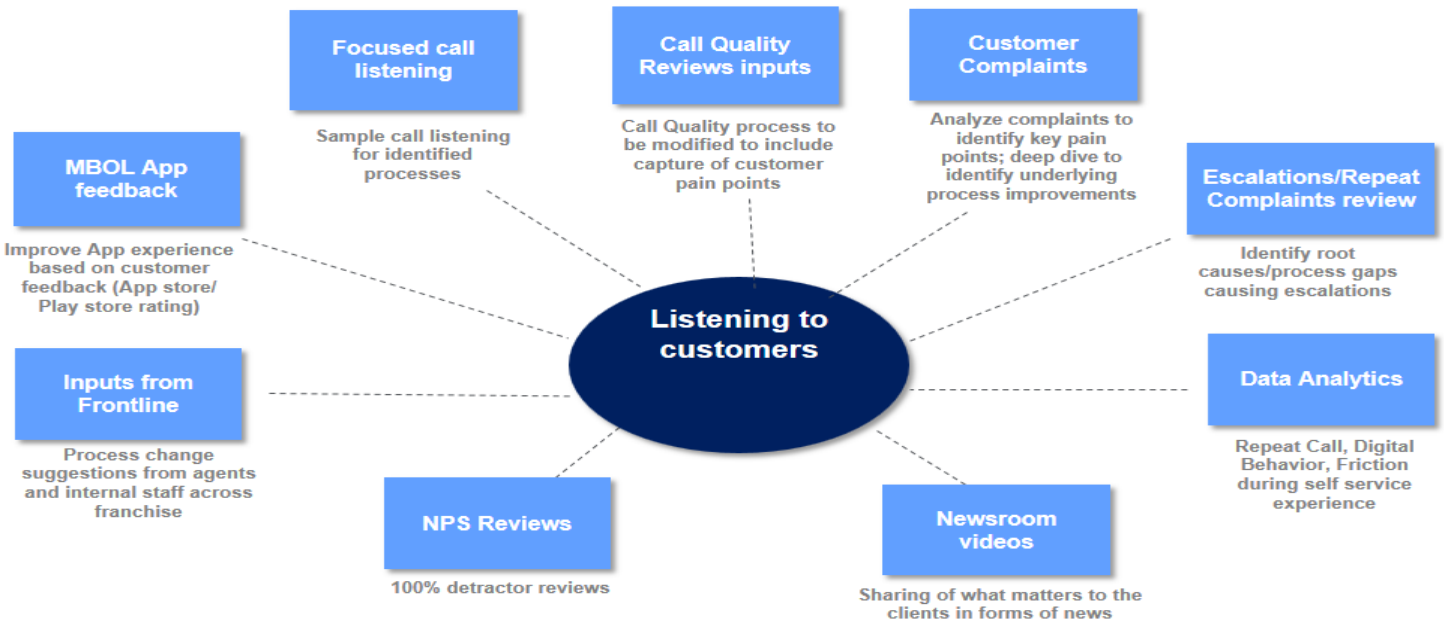 Focused call
listening
Sample call listening
for identified
processes
Call Quality
Reviews inputs
Call Quality process to
be modified to include
capture of customer
pain points
Customer
Complaints
Analyze complaints to
identify key pain
points; deep dive to
identify underlying
process improvements
MBOL App
feedback
Improve App experience
based on customer
feedback (App store/
Play store rating)
Escalations/Repeat
Complaints review
Identify root
causes/process gaps
causing escalations
Listening to
customers
Inputs from
Frontline
Process change
suggestions from agents
and internal staff across
franchise
Data Analytics
Repeat Call, Digital
Behavior, Friction
during self service
experience
NPS Reviews
100% detractor reviews
Newsroom
videos
Sharing of what matters to the
clients in forms of news